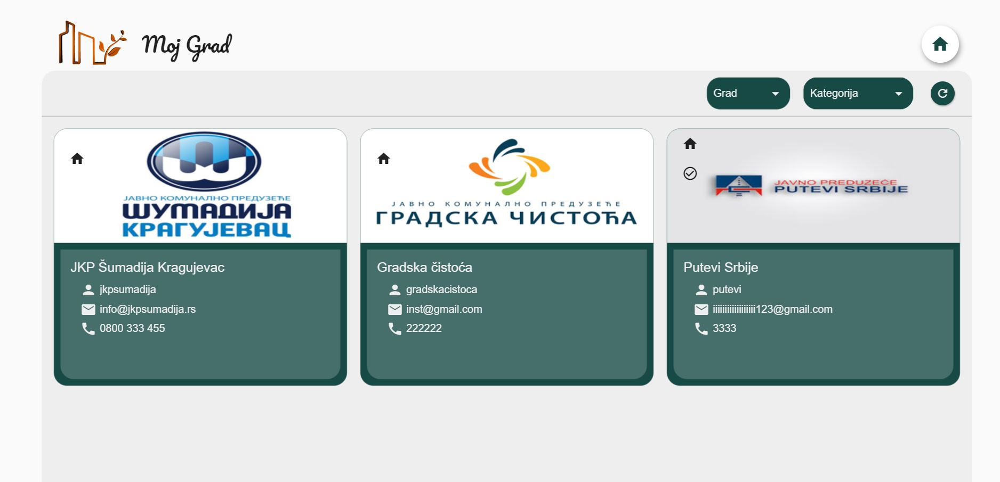 Moj Grad
Grad
Kategorija
ЈАВНО КОМУНАЛНО ПРЕДУЗЕЋЕ
ШУМАДИЈА
КРАГУЈЕВАЦ
ЈАВНО КОМУНАЛНО ПРЕДУЗЕЋЕ
ГРАДСКА ЧИСТОЋА
JAVNO PREDUZEĆE
PUTEVI SRBIJE
JKP Šumadija Kragujevac
jkpsumadija
info@jkpsumadija.rs
0800 333 455
Gradska čistoća
gradskacistoca
inst@gmail.com
222222
Putevi Srbije
putevi
iiiiiiiiiiiiiiiiii123@gmail.com
3333